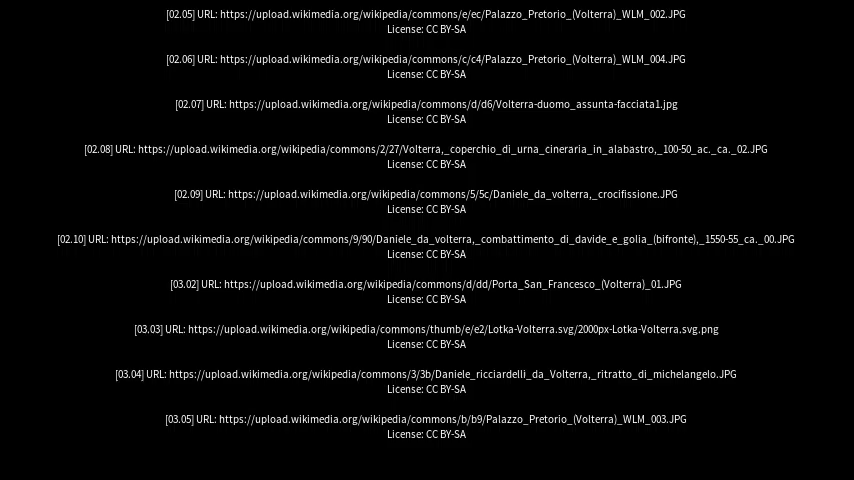 [02.05] URL: https://upload.wikimedia.org/wikipedia/commons/e/ec/Palazzo_Pretorio_(Volterra)_WLM_002.JPG
License: CC BY-SA
[02.06] URL: https://upload.wikimedia.org/wikipedia/commons/c/c4/Palazzo_Pretorio_(Volterra)_WLM_004.JPG
License: CC BY-SA
[02.07] URL: https://upload.wikimedia.org/wikipedia/commons/d/d6/Volterra-duomo_assunta-facciata1.jpg
License: CC BY-SA
[02.08] URL: https://upload.wikimedia.org/wikipedia/commons/2/27/Volterra,_coperchio_di_urna_cineraria_in_alabastro,_100-50_ac._ca._02.JPG
License: CC BY-SA
[02.09] URL: https://upload.wikimedia.org/wikipedia/commons/5/5c/Daniele_da_volterra,_crocifissione.JPG
License: CC BY-SA
[02.10] URL: https://upload.wikimedia.org/wikipedia/commons/9/90/Daniele_da_volterra,_combattimento_di_davide_e_golia_(bifronte),_1550-55_ca._00.JPG
License: CC BY-SA
[03.02] URL: https://upload.wikimedia.org/wikipedia/commons/d/dd/Porta_San_Francesco_(Volterra)_01.JPG
License: CC BY-SA
[03.03] URL: https://upload.wikimedia.org/wikipedia/commons/thumb/e/e2/Lotka-Volterra.svg/2000px-Lotka-Volterra.svg.png
License: CC BY-SA
[03.04] URL: https://upload.wikimedia.org/wikipedia/commons/3/3b/Daniele_ricciardelli_da_Volterra,_ritratto_di_michelangelo.JPG
License: CC BY-SA
[03.05] URL: https://upload.wikimedia.org/wikipedia/commons/b/b9/Palazzo_Pretorio_(Volterra)_WLM_003.JPG
License: CC BY-SA